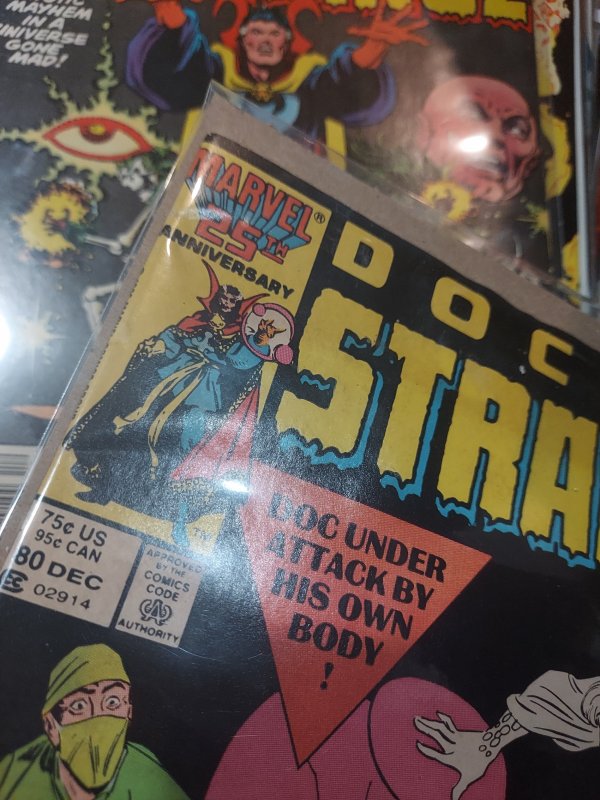 MAYHEM
IN A
UNIVERSE
GONE
MAD!
MARVEL®
25TH
ANNIVERSARY
DOC
STRA
TM
DOC UNDER
ATTACK BY
HIS OWN
BODY
!
75¢ US
95¢ CAN
80 DEC
02914
APPROVED
BY THE
COMICS
CODE
AUTHORITY